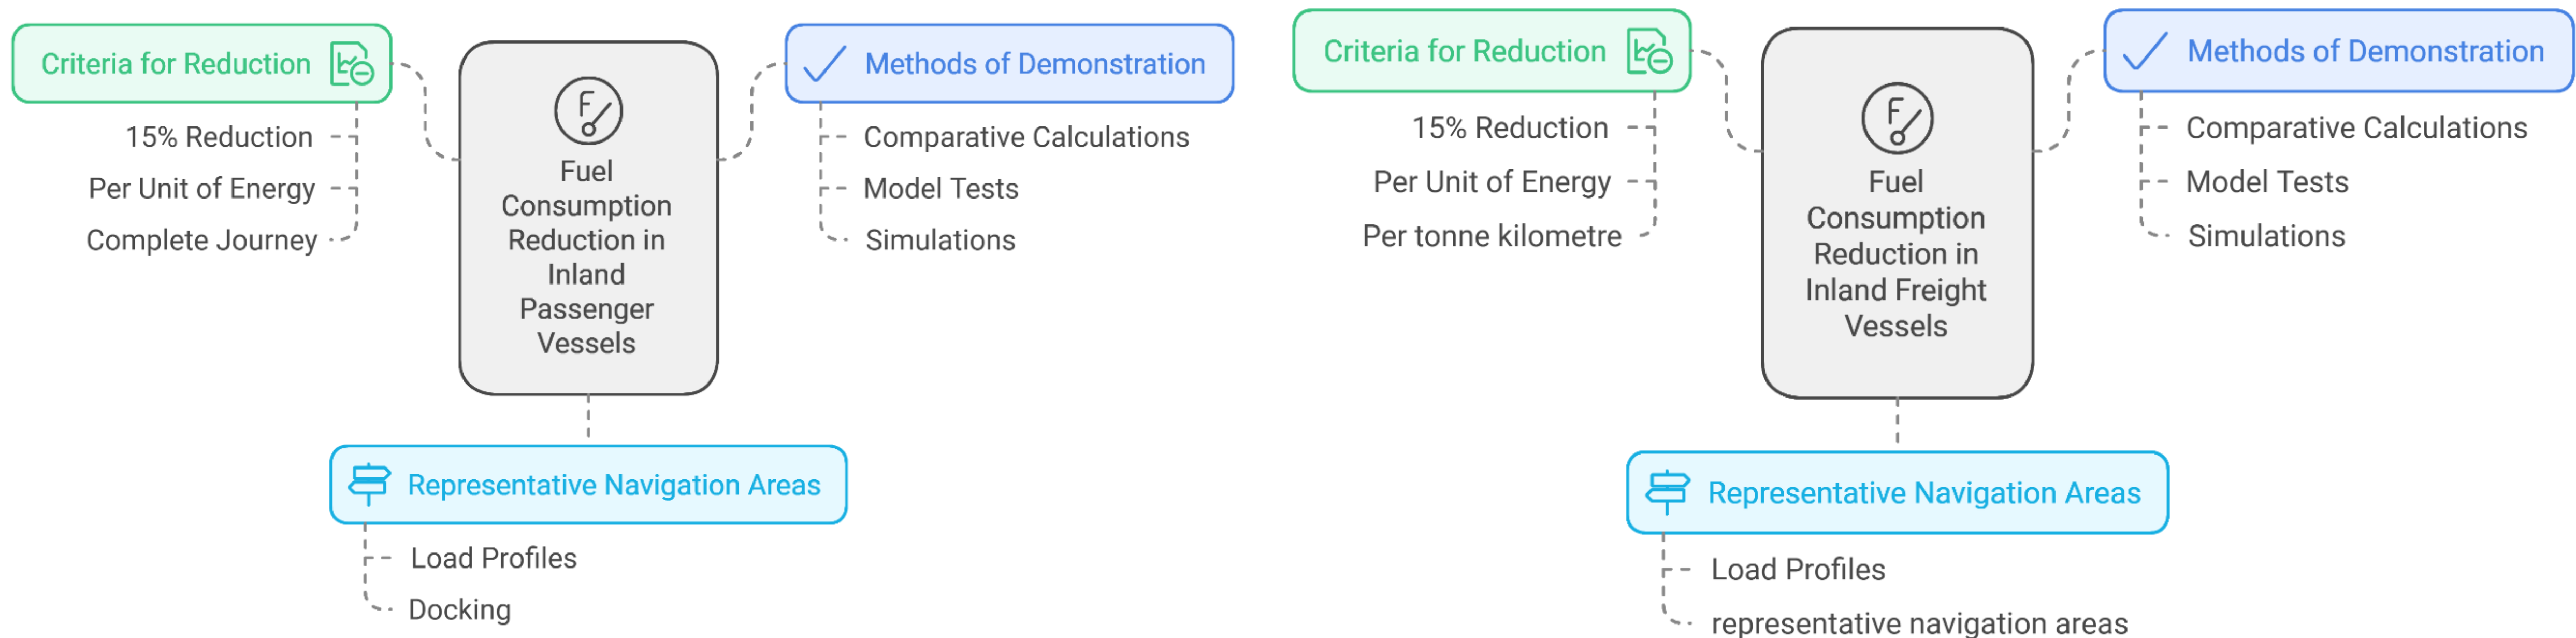 Criteria for Reduction
15% Reduction
Per Unit of Energy
Complete Journey
F
Fuel
Consumption
Reduction in
Inland
Passenger
Vessels
Methods of Demonstration
Comparative Calculations
Model Tests
Simulations
Representative Navigation Areas
Load Profiles
Docking
Criteria for Reduction
15% Reduction
Per Unit of Energy
Per tonne kilometre
F
Fuel
Consumption
Reduction in
Inland Freight
Vessels
Methods of Demonstration
Comparative Calculations
Model Tests
Simulations
Representative Navigation Areas
Load Profiles
representative navigation areas